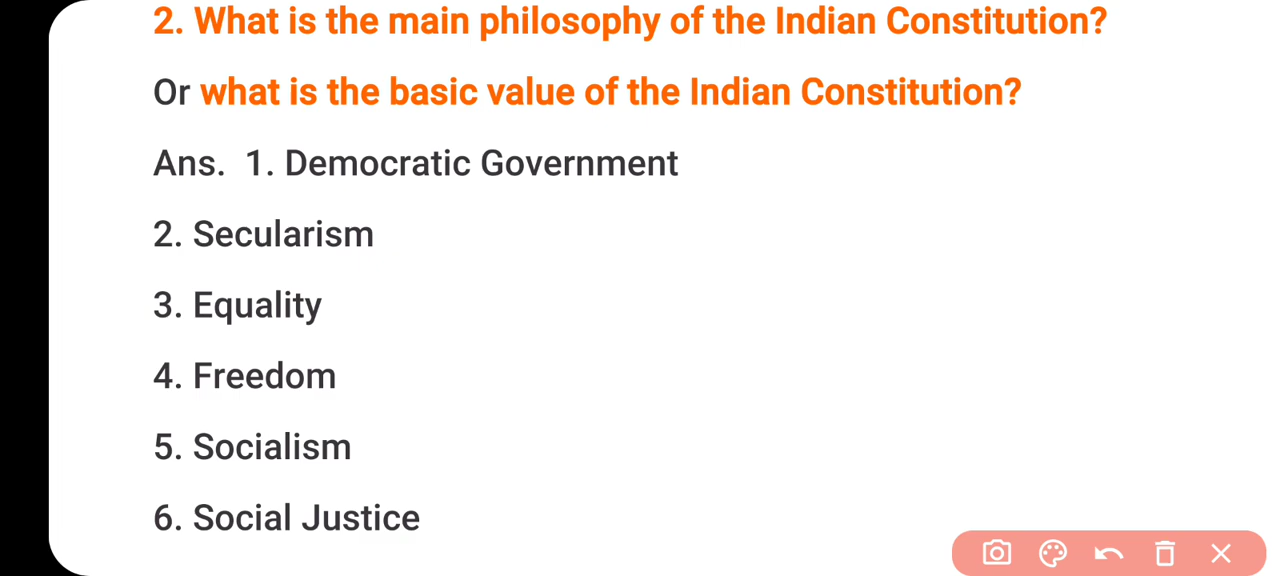 2. What is the main philosophy of the Indian Constitution?
Or what is the basic value of the Indian Constitution?
Ans. 1. Democratic Government
2. Secularism
3. Equality
4. Freedom
5. Socialism
6. Social Justice